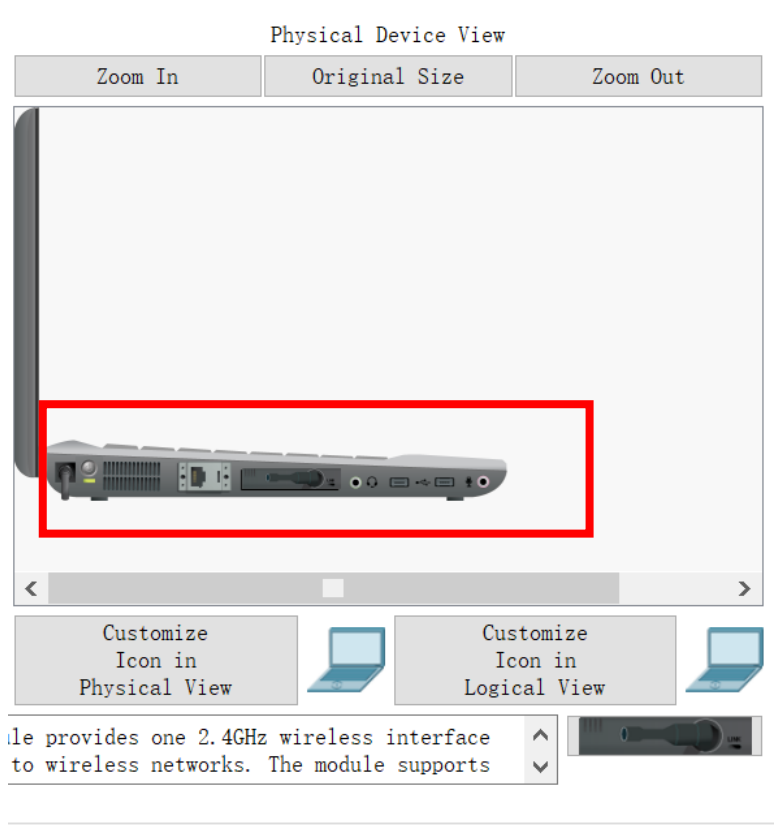 Physical Device View
Zoom In
Original Size
Zoom Out
Customize
Icon in
Physical View
Customize
Icon in
Logical View
provides one 2.4GHz wireless interface
to wireless networks. The module supports
LINK